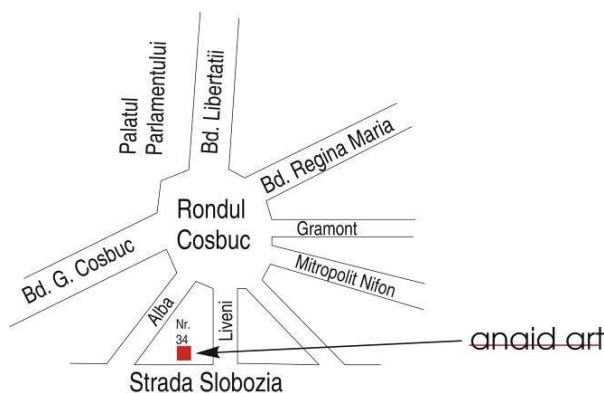 Palatul
Parlamentului
Bd. Libertatii
Bd. Regina Maria
Rondul
Cosbuc
Gramont
Mitropolit Nifon
Bd. G. Cosbuc
Alba
Nr.
34
Liveni
anaid art
Strada Slobozia